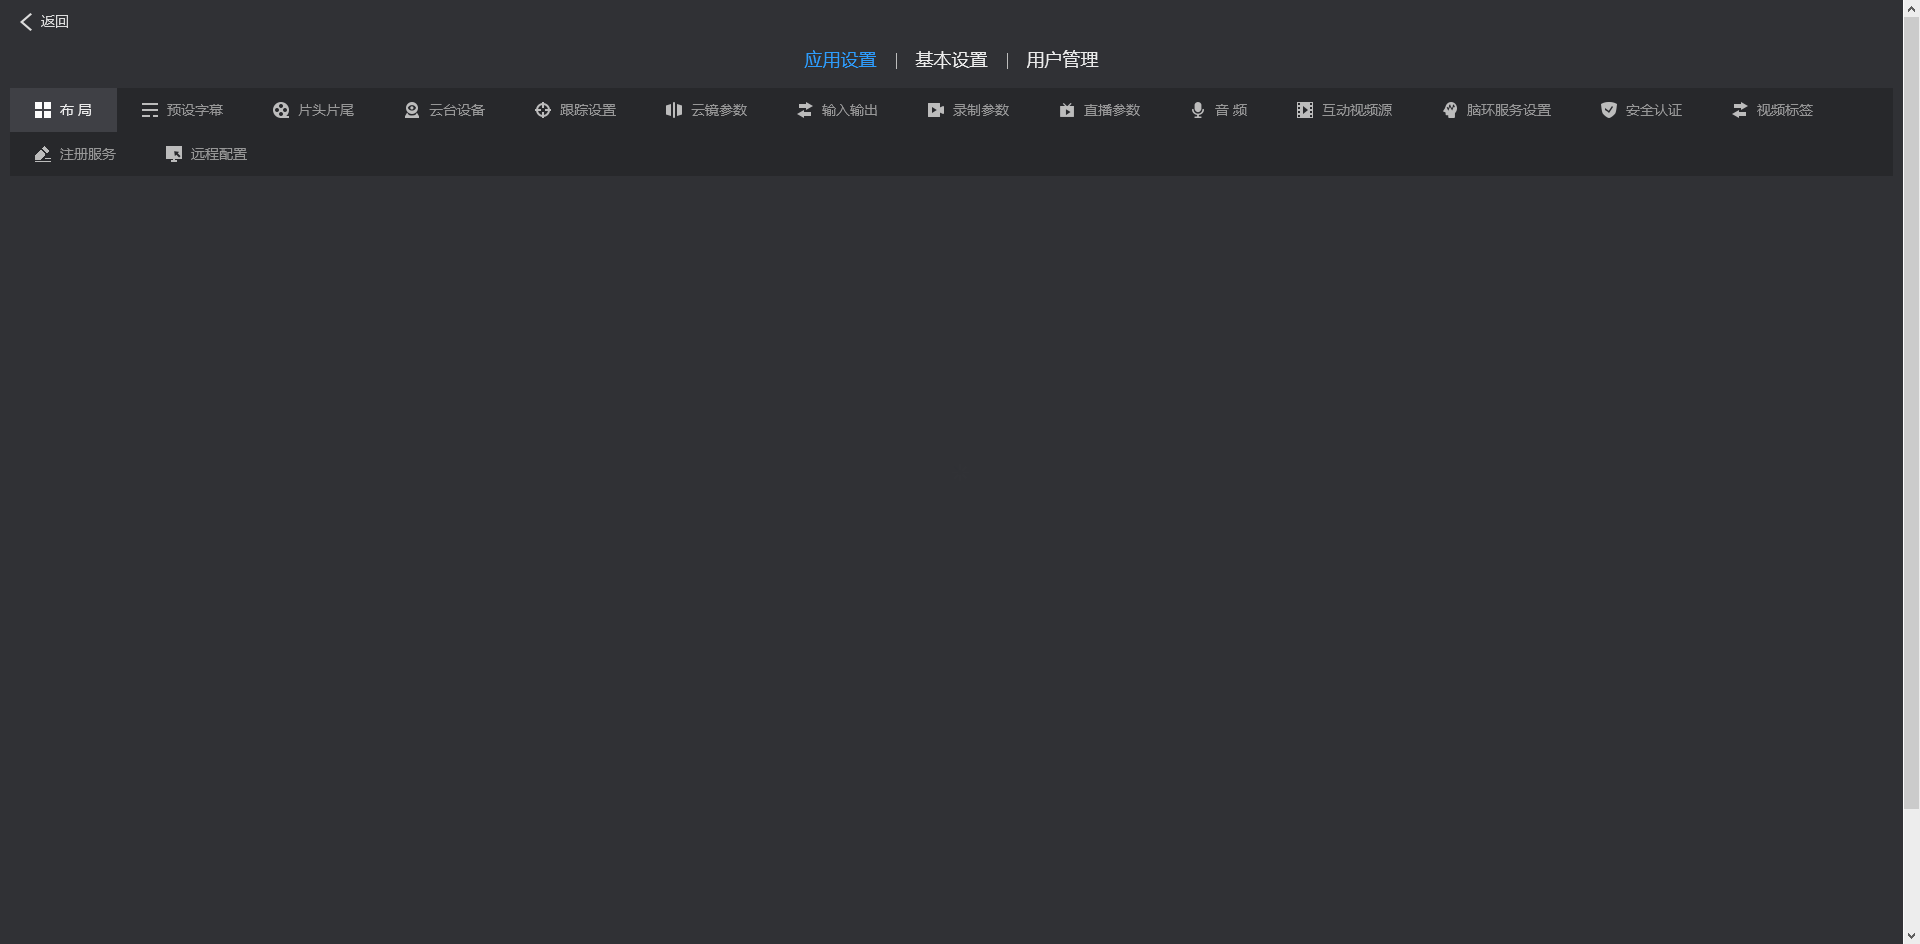 返回
应用设置 | 基本设置 | 用户管理
布 局 预设字幕 片头片尾 云台设备 跟踪设置 云镜参数 输入输出 录制参数 直播参数 音 频 互动视频源 脑环服务设置 安全认证 视频标签
注册服务 远程配置